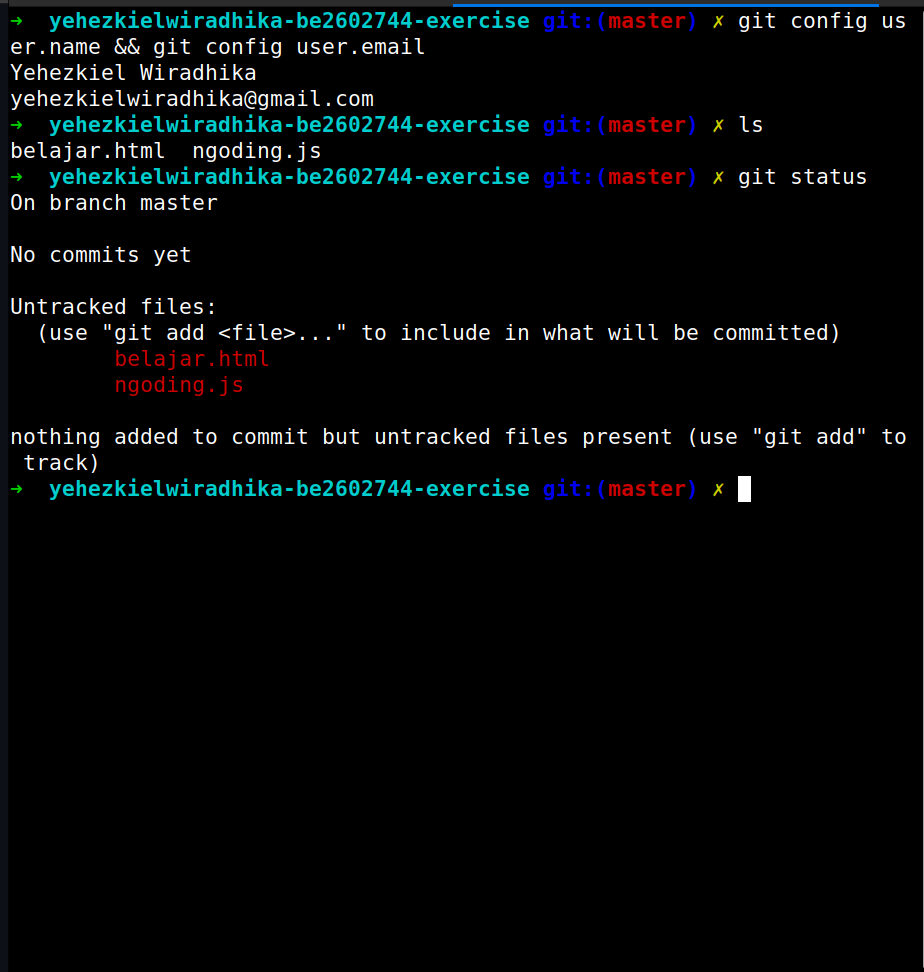 ➜  yehezkielwiradhika-be2602744-exercise git:(master) ✗ git config us
er.name && git config user.email
Yehezkiel Wiradhika
yehezkielwiradhika@gmail.com
➜  yehezkielwiradhika-be2602744-exercise git:(master) ✗ ls
belajar.html  ngoding.js
➜  yehezkielwiradhika-be2602744-exercise git:(master) ✗ git status
On branch master

No commits yet

Untracked files:
  (use "git add <file>..." to include in what will be committed)
        belajar.html
        ngoding.js

nothing added to commit but untracked files present (use "git add" to
 track)
➜  yehezkielwiradhika-be2602744-exercise git:(master) ✗